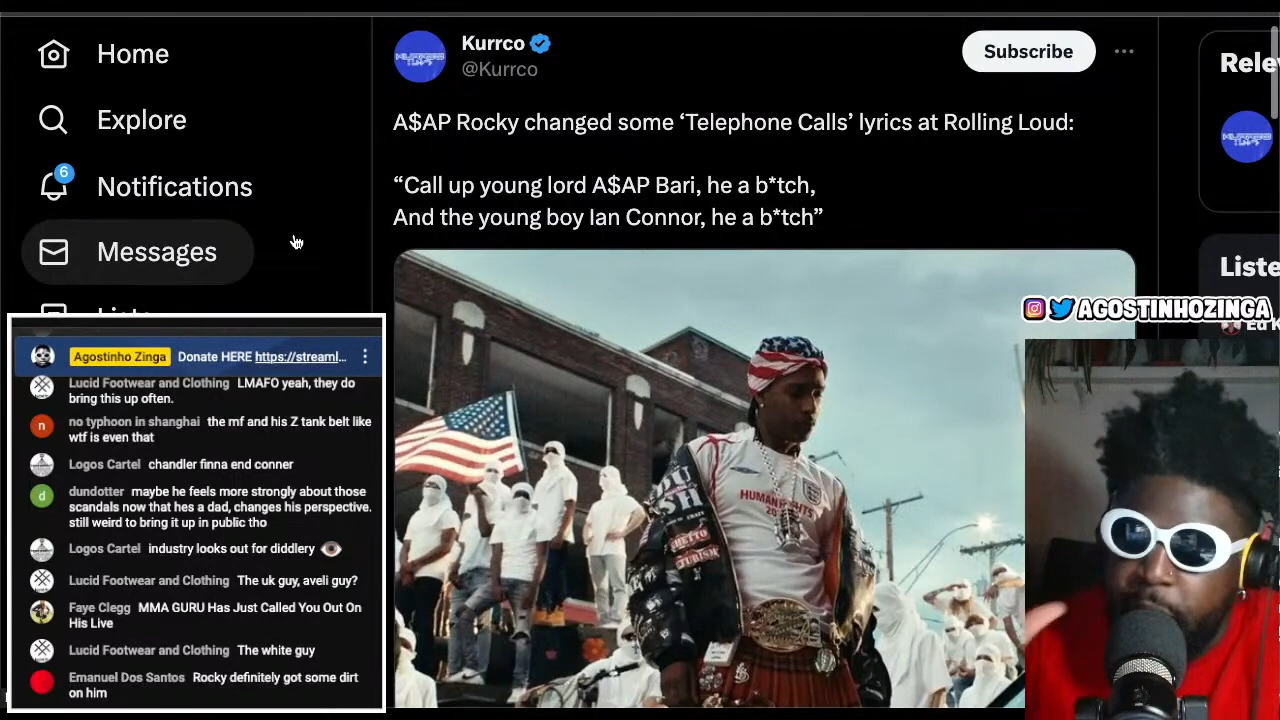 Home
Explore
6
Notifications
Messages
Kurrco
@Kurrco
Subscribe
A$AP Rocky changed some ‘Telephone Calls’ lyrics at Rolling Loud:
“Call up young lord A$AP Bari, he a b*tch,
And the young boy Ian Connor, he a b*tch”
Rele
Liste
AGOSTINHOZINGA
Ed K
HUMAN RIGHTS
Agostinho Zinga Donate HERE https://streaml...
Lucid Footwear and Clothing LMAFO yeah, they do
bring this up often.
n
no typhoon in shanghai the mf and his Z tank belt like
wtf is even that
Logos Cartel chandler finna end conner
d
dundotter maybe he feels more strongly about those
scandals now that hes a dad, changes his perspective.
still weird to bring it up in public tho
Logos Cartel industry looks out for diddlery 👁
Lucid Footwear and Clothing The uk guy, aveli guy?
Faye Clegg MMA GURU Has Just Called You Out On
His Live
Lucid Footwear and Clothing The white guy
Emanuel Dos Santos Rocky definitely got some dirt
on him